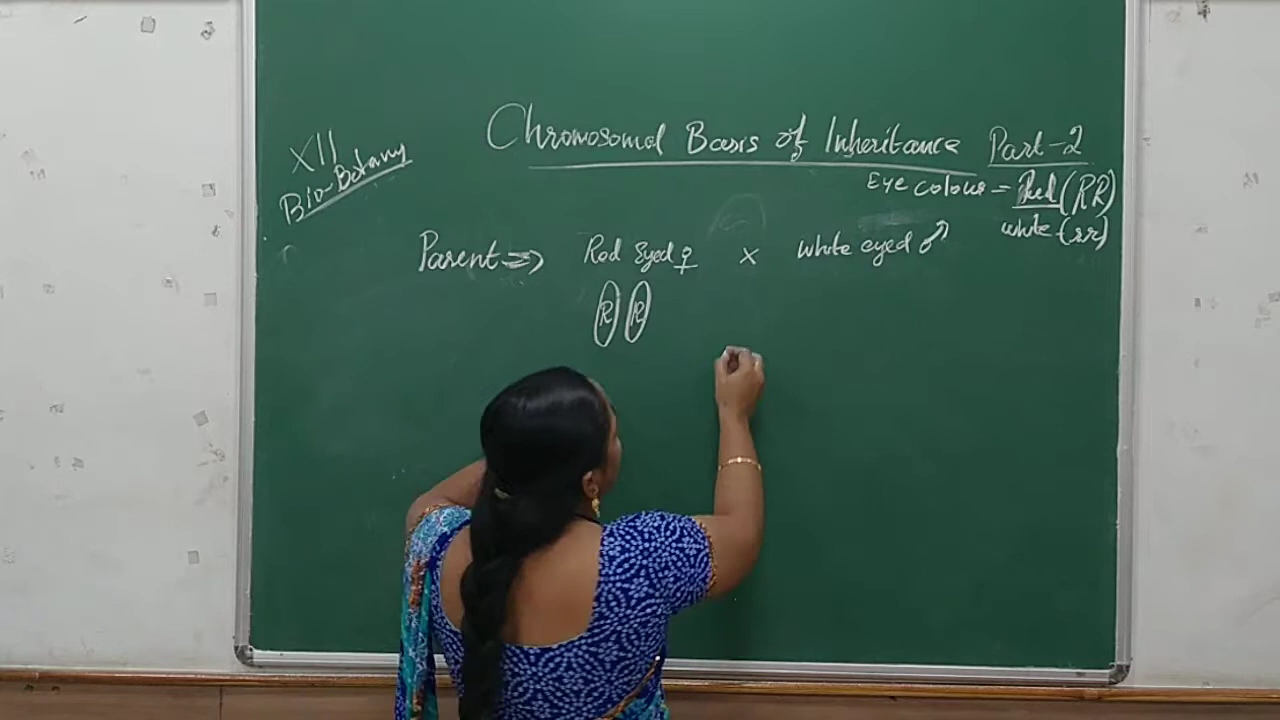 XII
Bio-Botany
Chromosomal Basis of Inheritance Part-2
Eye colour = Red (RR)
white (rr)
Parent => Red Eyed ♀ × white eyed ♂
R R